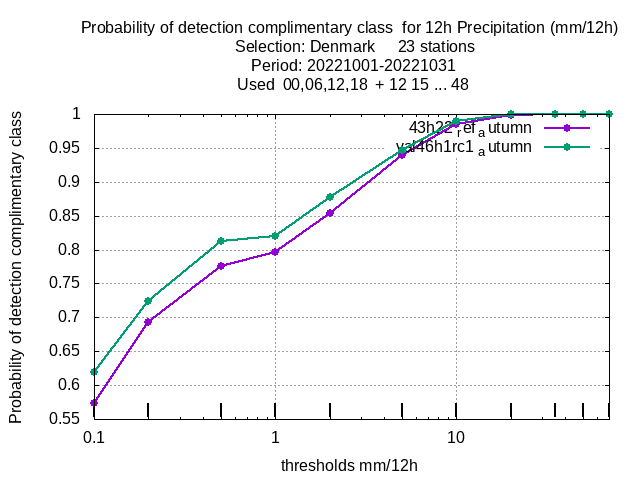 Probability of detection complimentary class  for 12h Precipitation (mm/12h)
Selection: Denmark     23 stations
Period: 20221001-20221031
Used  00,06,12,18  + 12 15 ... 48
Probability of detection complimentary class
1
0.95
0.9
0.85
0.8
0.75
0.7
0.65
0.6
0.55
43h22_ref_autumn
val46h1rc1_autumn
0.1
1
10
thresholds mm/12h